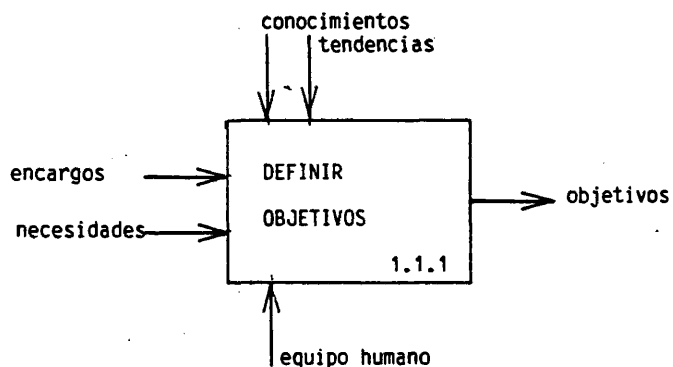 conocimientos
tendencias
encargos
DEFINIR
objetivos
necesidades
OBJETIVOS
1.1.1
equipo humano